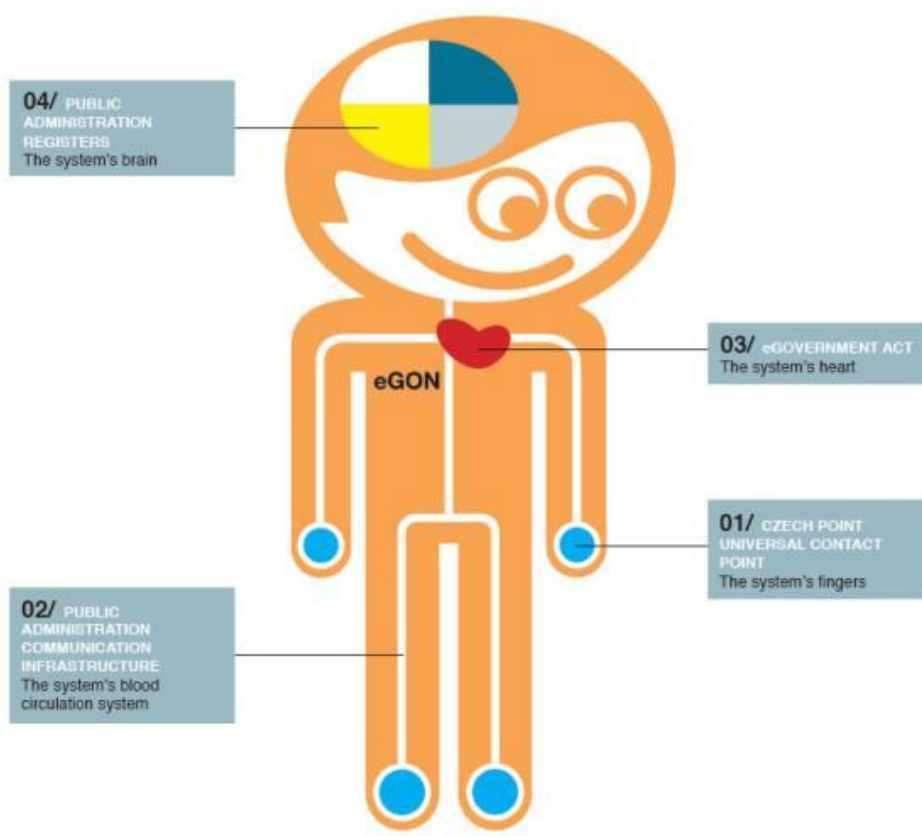 04/ PUBLIC
ADMINISTRATION
REGISTERS
The system's brain
03/ eGOVERNMENT ACT
The system's heart
eGON
01/ CZECH POINT
UNIVERSAL CONTACT
POINT
The system's fingers
02/ PUBLIC
ADMINISTRATION
COMMUNICATION
INFRASTRUCTURE
The system's blood
circulation system